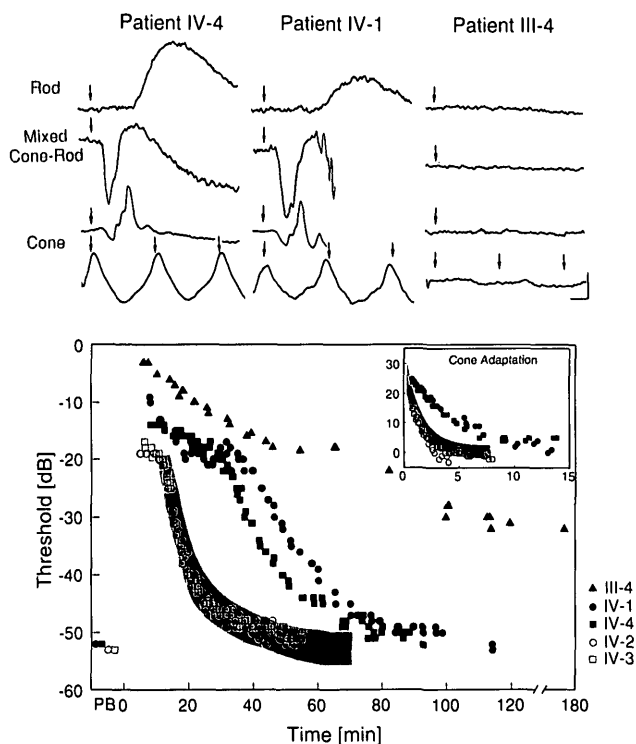 Patient IV-4 Patient IV-1 Patient III-4
Rod
Mixed
Cone-Rod
Cone
0
-10
-20
-30
-40
-50
-60
Threshold [dB]
Cone Adaptation
30
20
10
0
0 5 10 15
III-4
IV-1
IV-4
IV-2
IV-3
PB 0 20 40 60 80 100 120 180
Time [min]